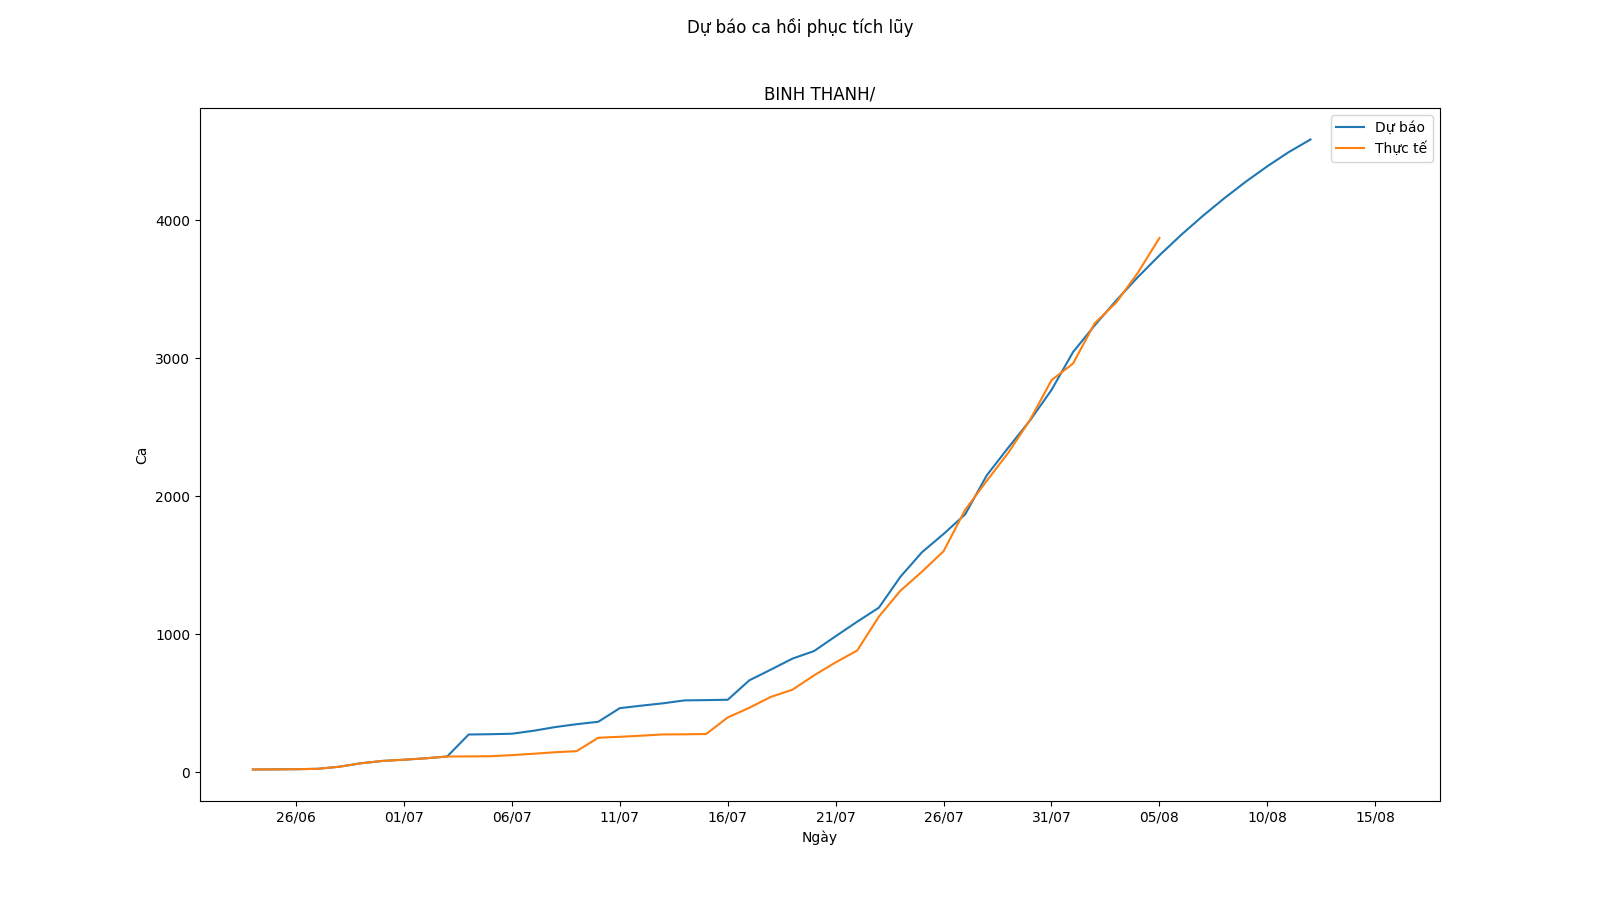 Dự báo ca hồi phục tích lũy
BINH THANH/
Dự báo
Thực tế
4000
3000
2000
1000
0
Ca
26/06 01/07 06/07 11/07 16/07 21/07 26/07 31/07 05/08 10/08 15/08
Ngày